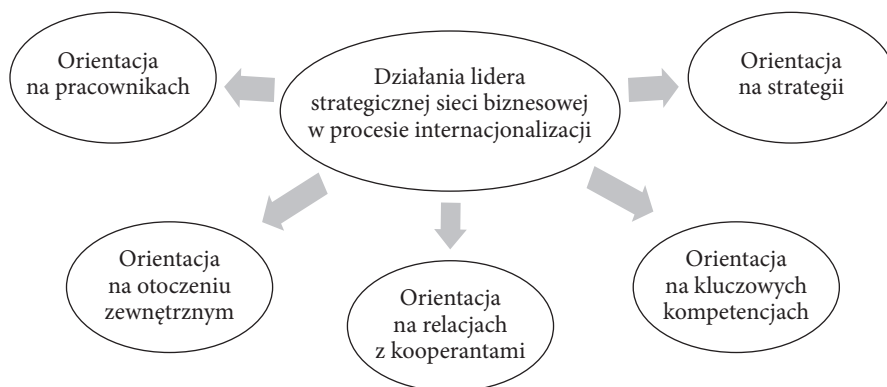 Orientacja
na pracownikach
Działania lidera
strategicznej sieci biznesowej
w procesie internacjonalizacji
Orientacja
na strategii
Orientacja
na otoczeniu
zewnętrznym
Orientacja
na relacjach
z kooperantami
Orientacja
na kluczowych
kompetencjach